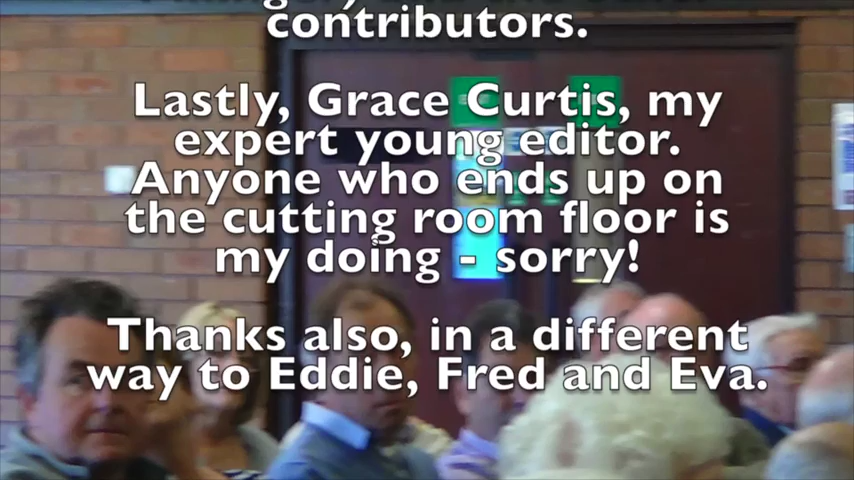 contributors.
Lastly, Grace Curtis, my
expert young editor.
Anyone who ends up on
the cutting room floor is
my doing - sorry!
Thanks also, in a different
way to Eddie, Fred and Eva.